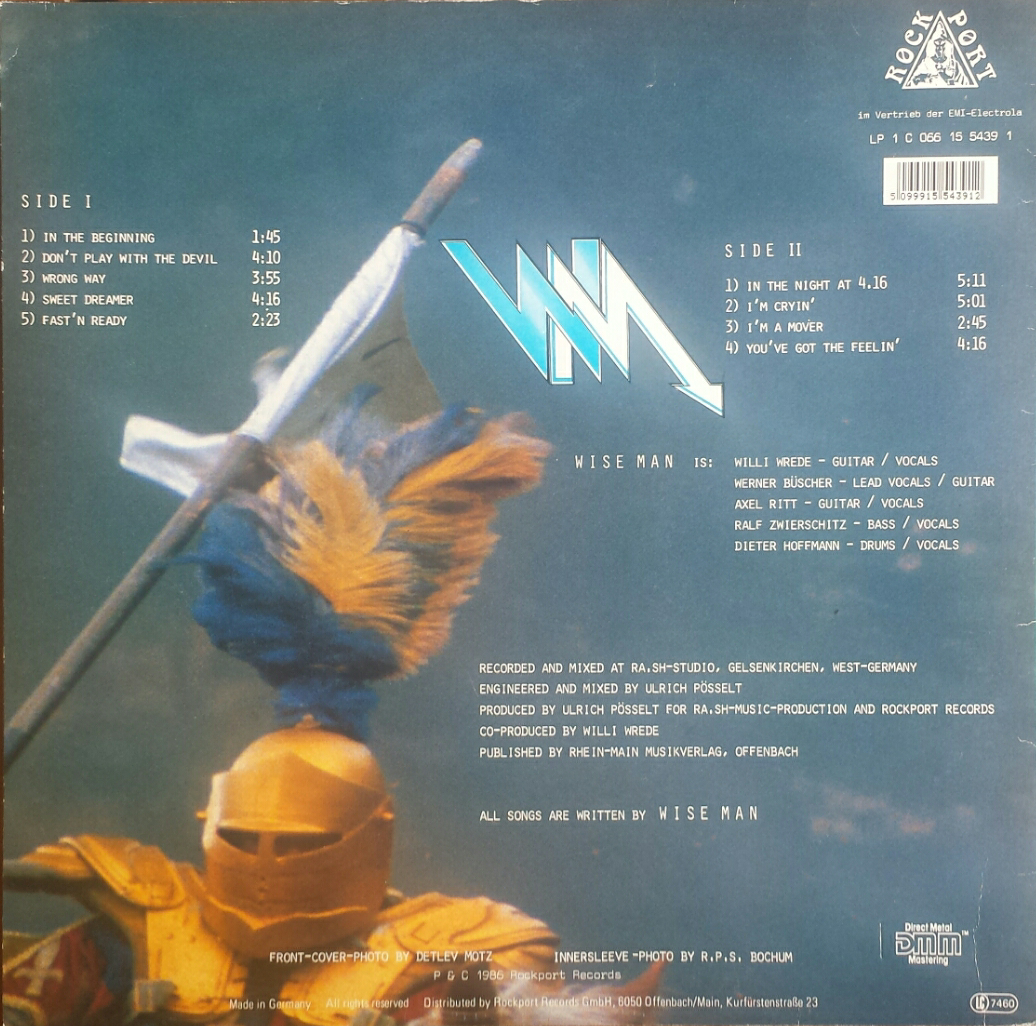 ROCK PORT
im Vertrieb der EMI-Electrola
LP 1 C 066 15 5439 1
5 099915 543912
SIDE I
1) IN THE BEGINNING 1:45
2) DON'T PLAY WITH THE DEVIL 4:10
3) WRONG WAY 3:55
4) SWEET DREAMER 4:16
5) FAST'N READY 2:23
WM
SIDE II
1) IN THE NIGHT AT 4.16 5:11
2) I'M CRYIN' 5:01
3) I'M A MOVER 2:45
4) YOU'VE GOT THE FEELIN' 4:16
WISE MAN IS: WILLI WREDE - GUITAR / VOCALS
WERNER BÜSCHER - LEAD VOCALS / GUITAR
AXEL RITT - GUITAR / VOCALS
RALF ZWIERSCHITZ - BASS / VOCALS
DIETER HOFFMANN - DRUMS / VOCALS
RECORDED AND MIXED AT RA.SH-STUDIO, GELSENKIRCHEN, WEST-GERMANY
ENGINEERED AND MIXED BY ULRICH PÖSSELT
PRODUCED BY ULRICH PÖSSELT FOR RA.SH-MUSIC-PRODUCTION AND ROCKPORT RECORDS
CO-PRODUCED BY WILLI WREDE
PUBLISHED BY RHEIN-MAIN MUSIKVERLAG, OFFENBACH
ALL SONGS ARE WRITTEN BY WISE MAN
Direct Metal
DMM™
Mastering
FRONT-COVER-PHOTO BY DETLEV MOTZ INNERSLEEVE-PHOTO BY R.P.S. BOCHUM
P & C 1986 Rockport Records
Made in Germany All rights reserved Distributed by Rockport Records GmbH, 6050 Offenbach/Main, Kurfürstenstraße 23
LC 7460